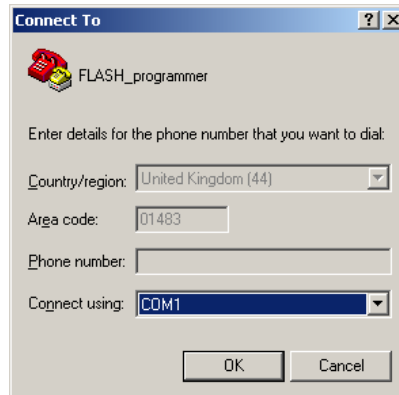 Connect To
FLASH_programmer
Enter details for the phone number that you want to dial:
Country/region: United Kingdom (44)
Area code: 01483
Phone number:
Connect using: COM1
OK Cancel